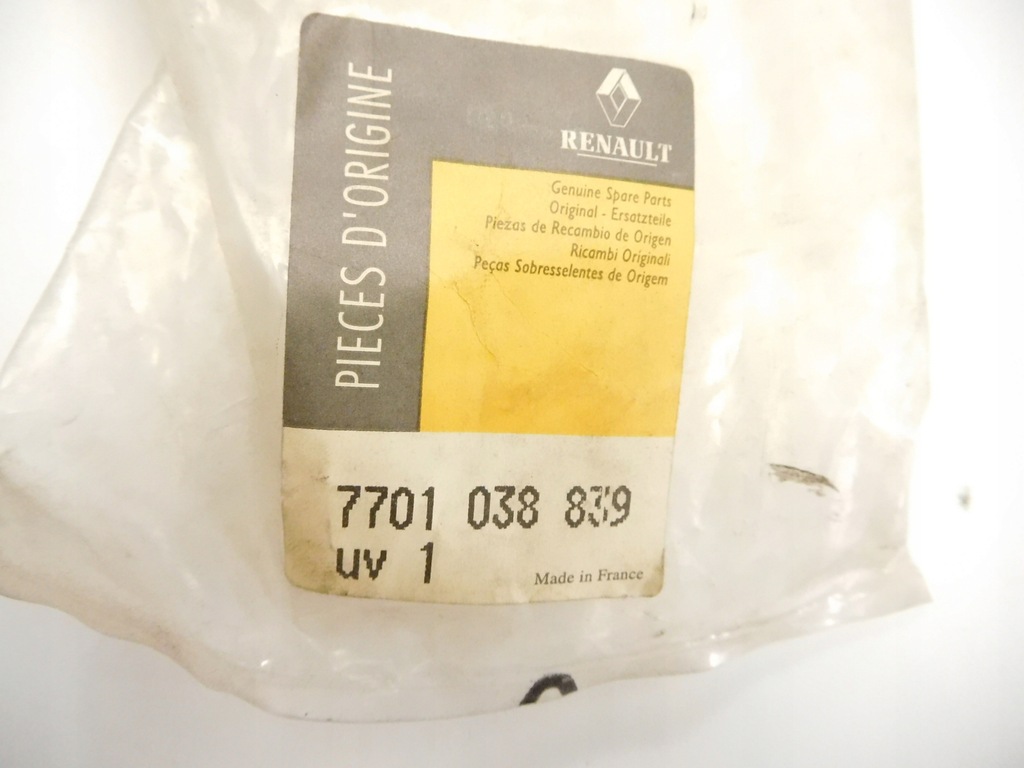 PIECES D'ORIGINE
RENAULT
Genuine Spare Parts
Original - Ersatzteile
Piezas de Recambio de Origen
Ricambi Originali
Peças Sobresselentes de Origem
7701 038 839
uv 1
Made in France